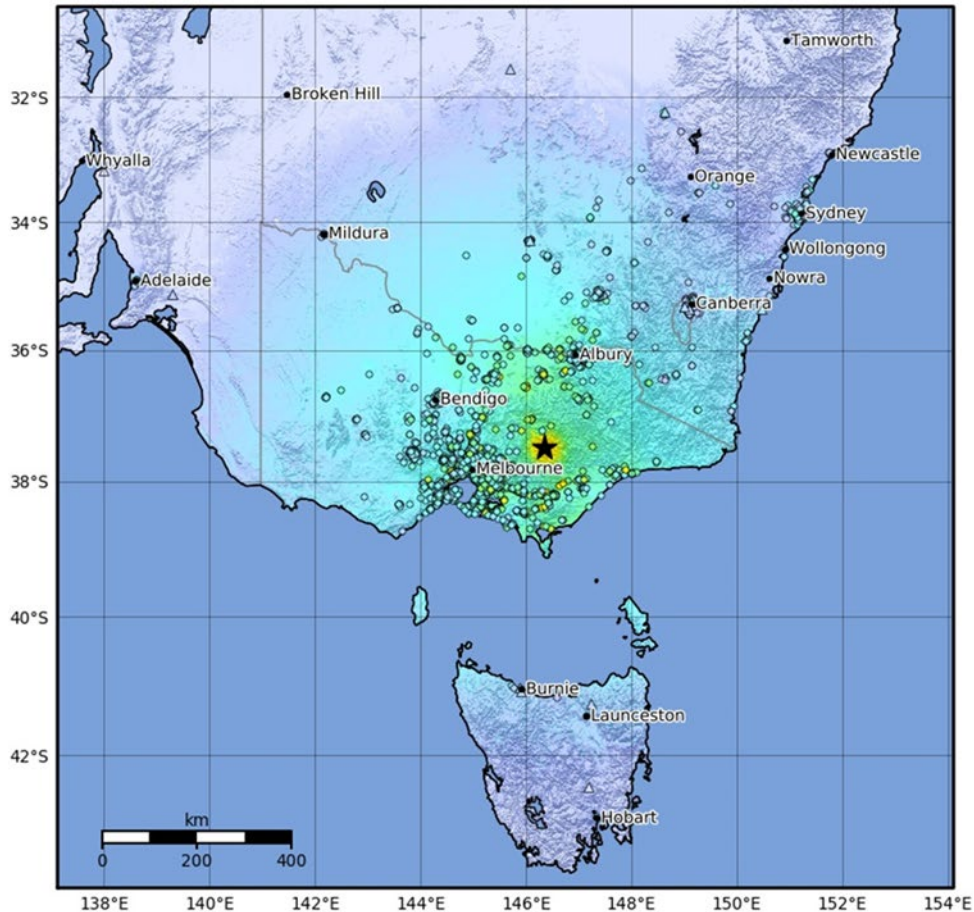 Tamworth
32°S
Broken Hill
Whyalla
Newcastle
Orange
34°S
Sydney
Mildura
Wollongong
Adelaide
Nowra
Canberra
36°S
Albury
Bendigo
Melbourne
38°S
40°S
Burnie
Launceston
42°S
km
Hobart
0 200 400
138°E 140°E 142°E 144°E 146°E 148°E 150°E 152°E 154°E